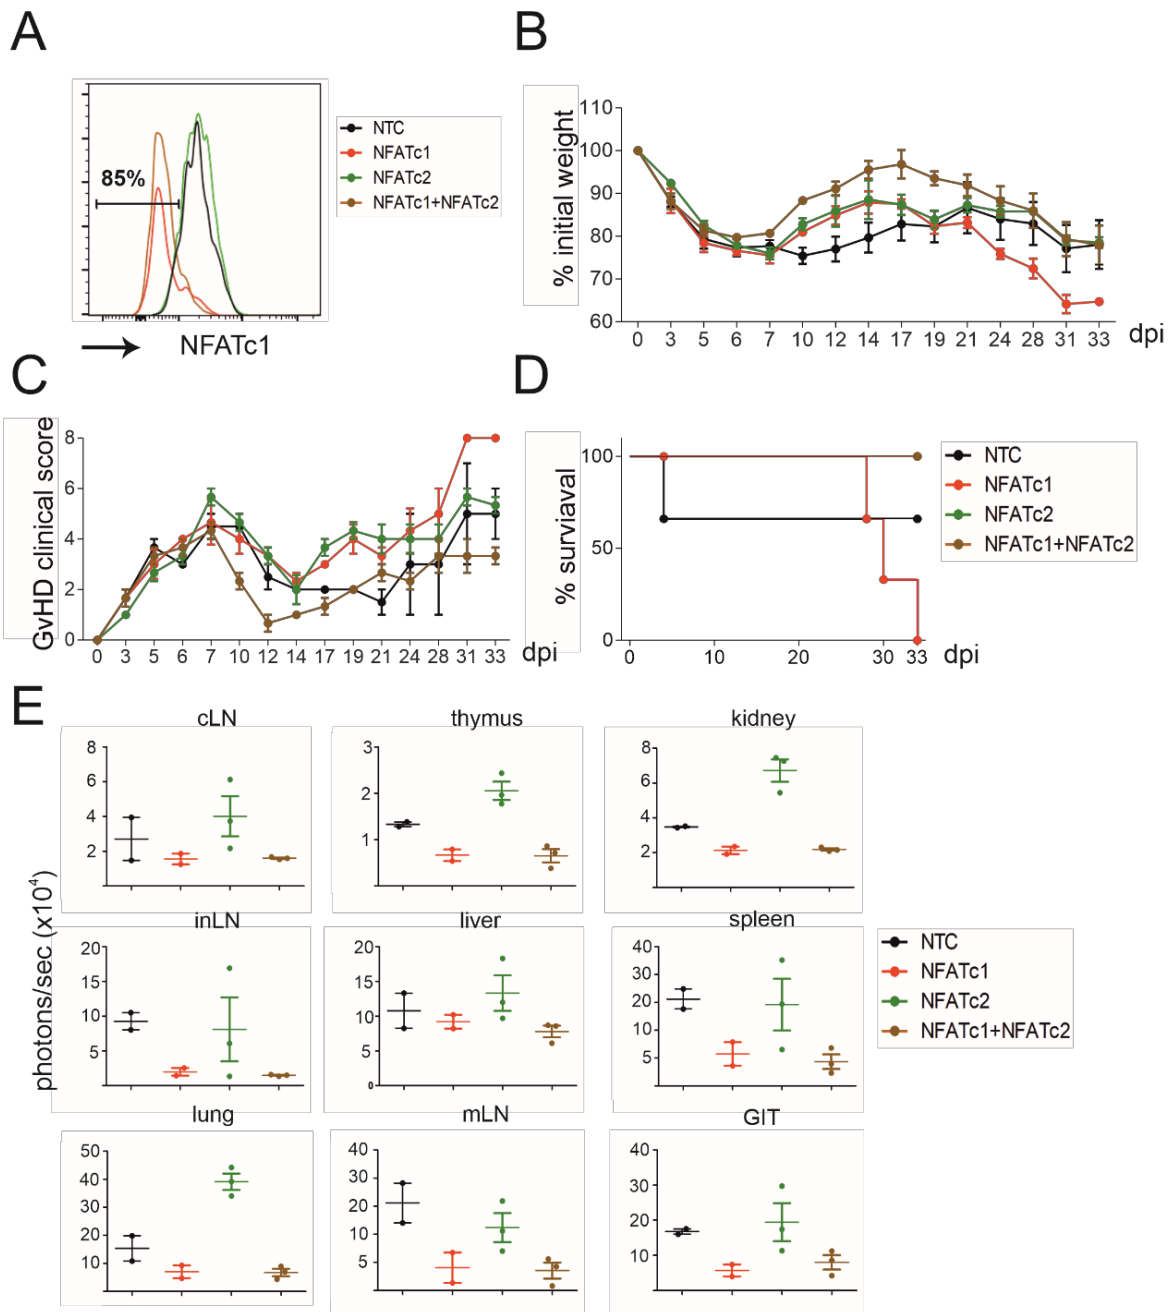 A
85%
NFATc1
NTC
NFATc1
NFATc2
NFATc1+NFATc2
B
% initial weight
110
100
90
80
70
60
0 3 5 6 7 10 12 14 17 19 21 24 28 31 33
dpi
C
GvHD clinical score
8
6
4
2
0
0 3 5 6 7 10 12 14 17 19 21 24 28 31 33
dpi
D
% surviaval
100
50
0
0 10 20 30 33
dpi
NTC
NFATc1
NFATc2
NFATc1+NFATc2
E
photons/sec (x10⁴)
cLN
8
6
4
2
thymus
3
2
1
kidney
8
6
4
2
inLN
20
15
10
5
liver
20
15
10
5
0
spleen
40
30
20
10
5
NTC
NFATc1
NFATc2
NFATc1+NFATc2
lung
50
40
30
20
10
mLN
40
30
20
10
5
GIT
40
30
20
10